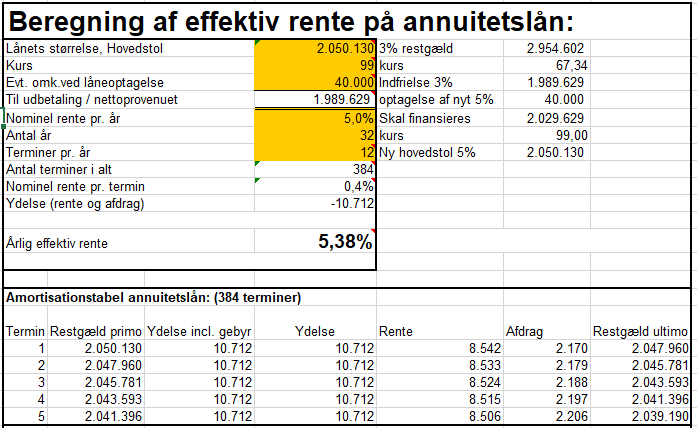 Beregning af effektiv rente på annuitetslån:
Lånets størrelse, Hovedstol 2.050.130 3% restgæld 2.954.602
Kurs 99 kurs 67,34
Evt. omk.ved låneoptagelse 40.000 Indfrielse 3% 1.989.629
Til udbetaling / nettoprovenuet 1.989.629 optagelse af nyt 5% 40.000
Nominel rente pr. år 5,0% Skal finansieres 2.029.629
Antal år 32 kurs 99,00
Terminer pr. år 12 Ny hovedstol 5% 2.050.130
Antal terminer i alt 384
Nominel rente pr. termin 0,4%
Ydelse (rente og afdrag) -10.712
Årlig effektiv rente 5,38%
Amortisationstabel annuitetslån: (384 terminer)
Termin Restgæld primo Ydelse incl. gebyr Ydelse Rente Afdrag Restgæld ultimo
1 2.050.130 10.712 10.712 8.542 2.170 2.047.960
2 2.047.960 10.712 10.712 8.533 2.179 2.045.781
3 2.045.781 10.712 10.712 8.524 2.188 2.043.593
4 2.043.593 10.712 10.712 8.515 2.197 2.041.396
5 2.041.396 10.712 10.712 8.506 2.206 2.039.190